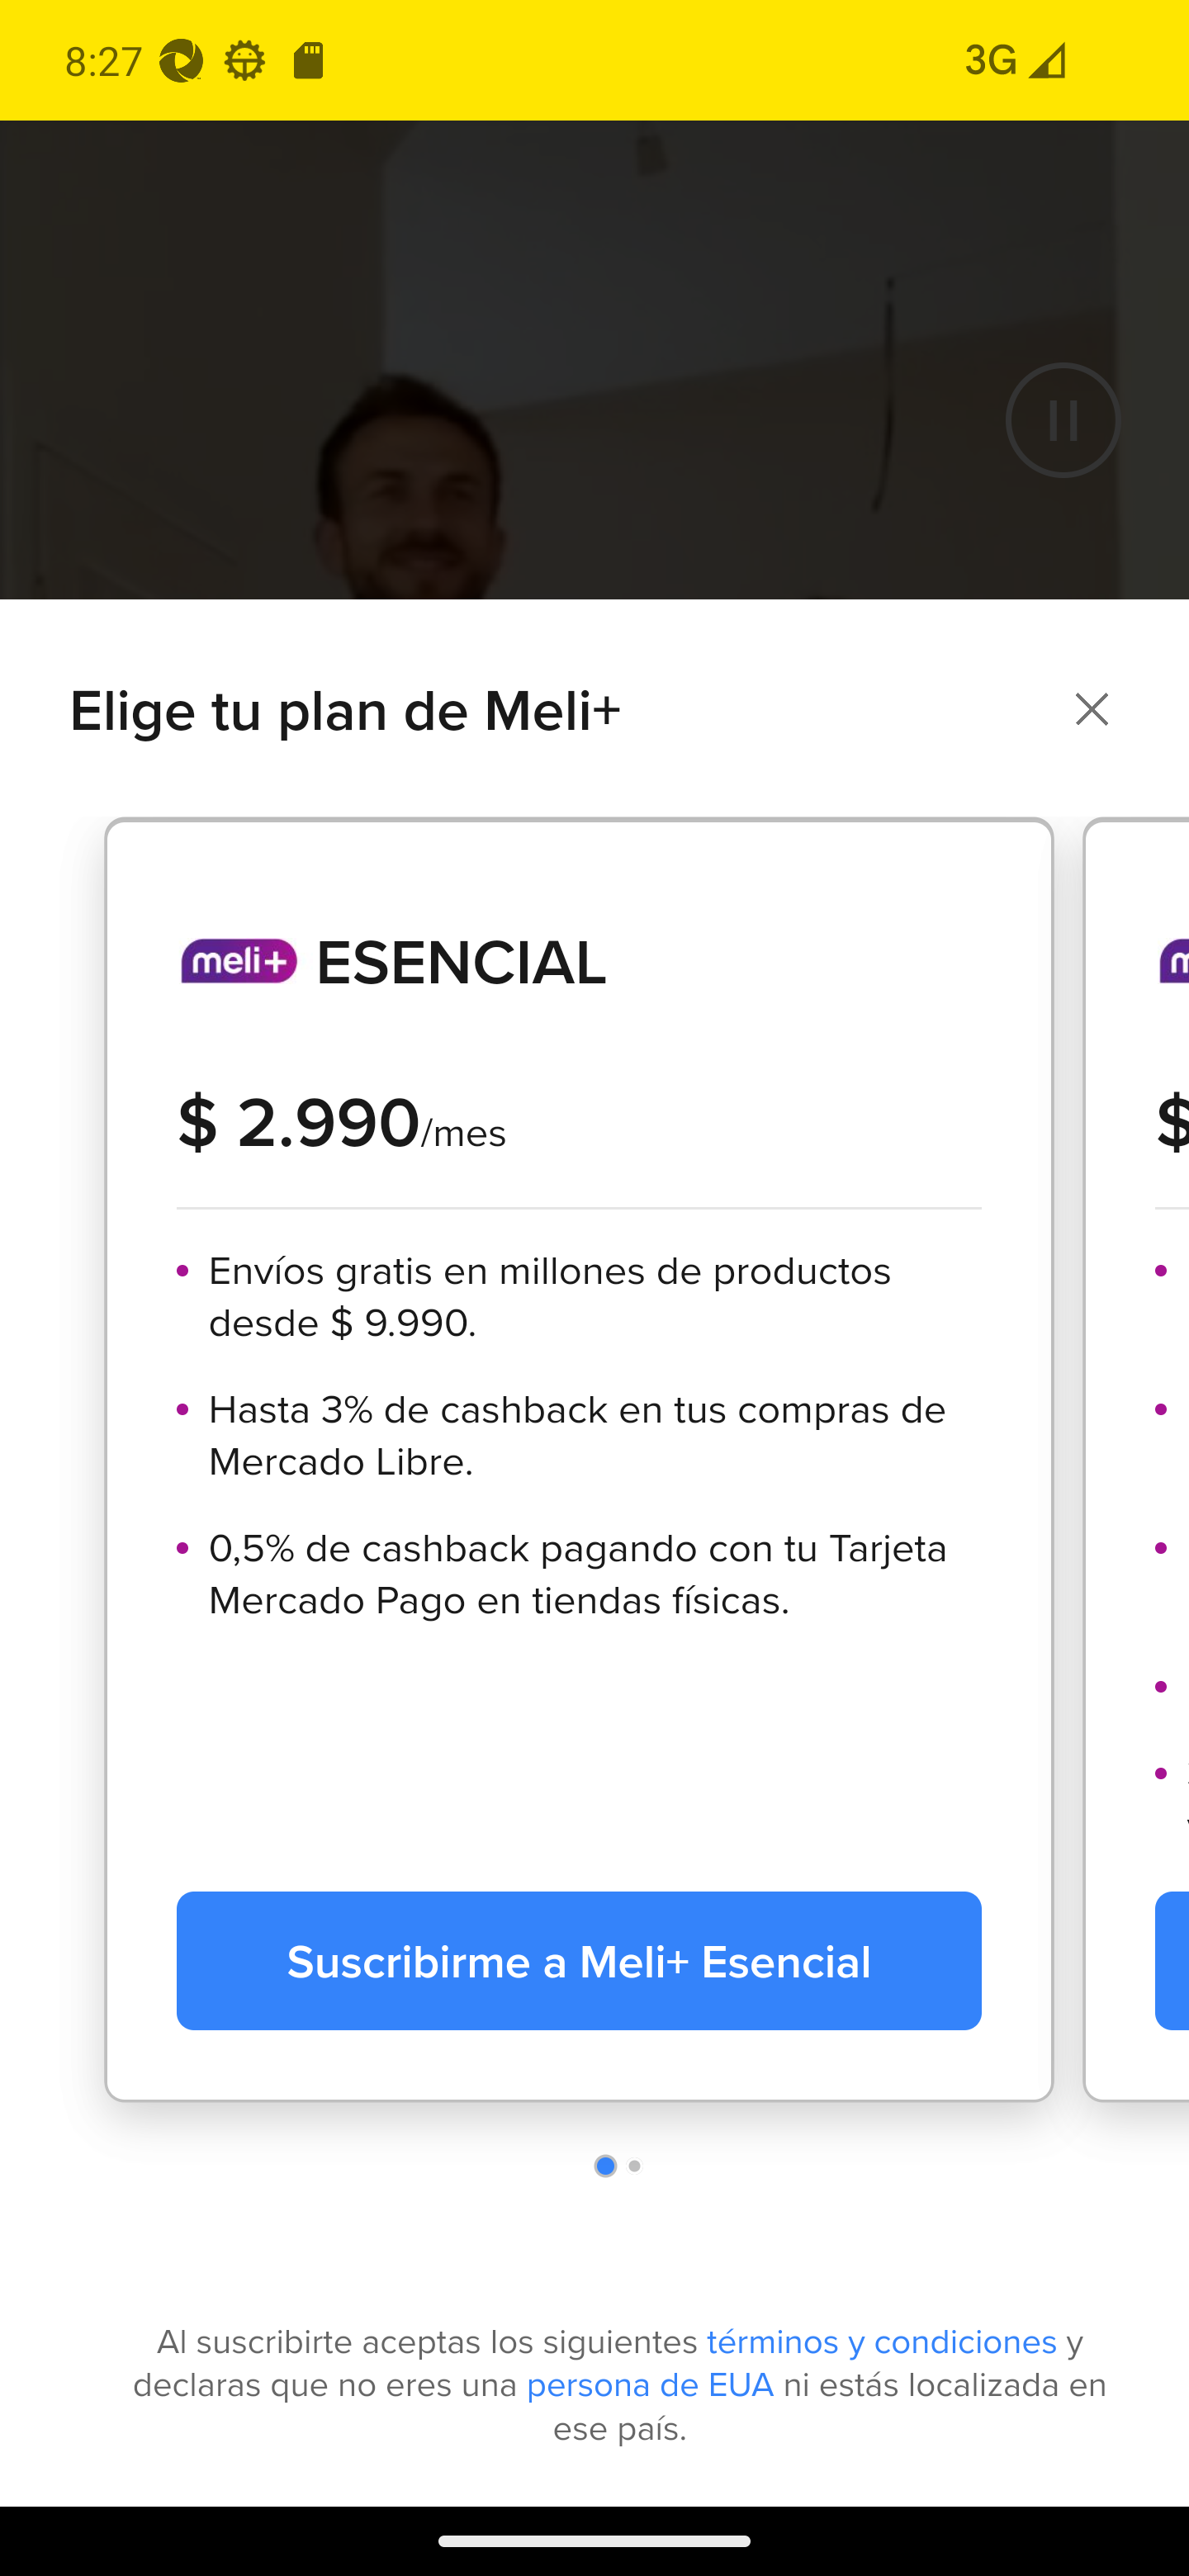 8:27
3G
Elige tu plan de Meli+
meli+ ESENCIAL
$ 2.990/mes
• Envíos gratis en millones de productos
desde $ 9.990.
• Hasta 3% de cashback en tus compras de
Mercado Libre.
• 0,5% de cashback pagando con tu Tarjeta
Mercado Pago en tiendas físicas.
Suscribirme a Meli+ Esencial
$
Al suscribirte aceptas los siguientes términos y condiciones y
declaras que no eres una persona de EUA ni estás localizada en
ese país.